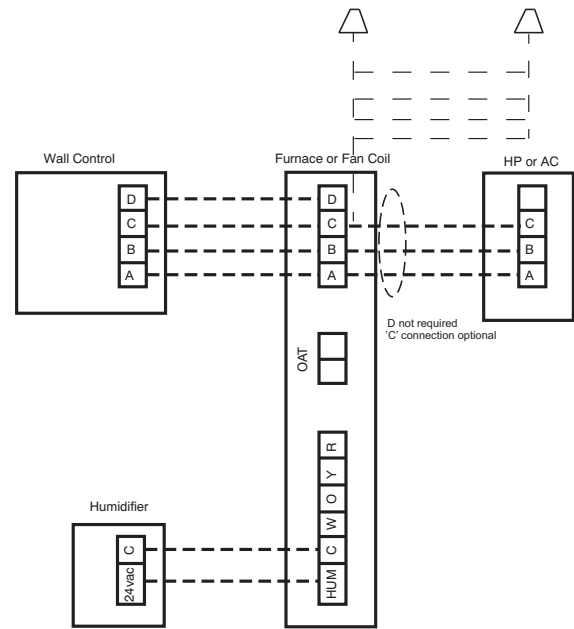 Wall Control
Furnace or Fan Coil
HP or AC
D
D
C
C
C
B
B
B
A
A
A
D not required
'C' connection optional
OAT
R
Y
O
W
C
HUM
Humidifier
C
24vac